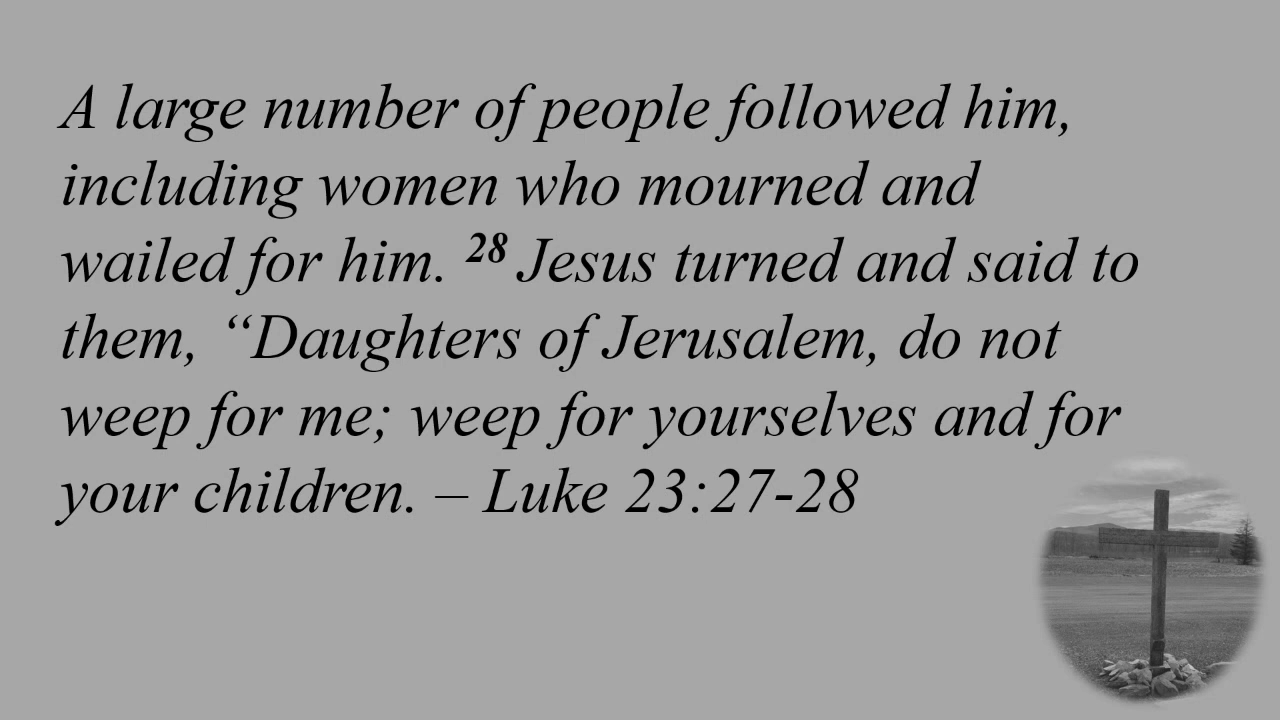 A large number of people followed him,
including women who mourned and
wailed for him. 28 Jesus turned and said to
them, “Daughters of Jerusalem, do not
weep for me; weep for yourselves and for
your children. – Luke 23:27-28